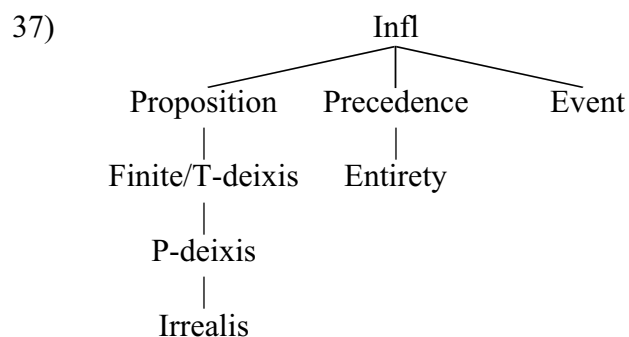 37) Infl
Proposition Precedence Event
Finite/T-deixis Entirety
P-deixis
Irrealis